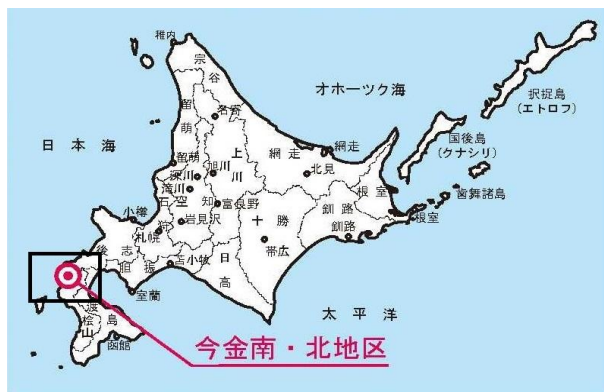 稚内
宗
谷
オホーツク海
択捉島
(エトロフ)
留
萌
名寄
日本海
国後島
(クナシリ)
上
川
網走
網走
留萌
旭川
北見
深川
滝川
根室
歯舞諸島
石
空
知
富良野
十勝
釧路
釧路
根室
小樽
狩
岩見沢
札幌
後志
胆振
日
高
帯広
苫小牧
室蘭
太平洋
渡
島
桧
山
函館
今金南・北地区